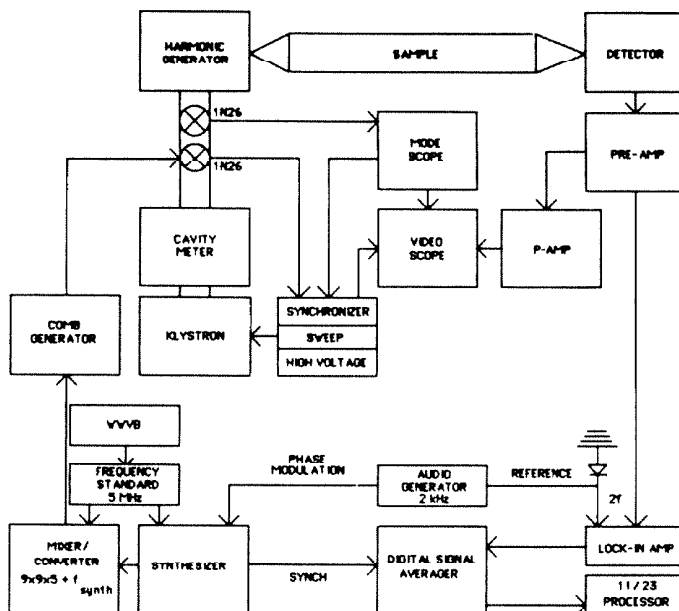 HARMONIC
GENERATOR
SAMPLE
DETECTOR
1N26
MODE
SCOPE
PRE-AMP
1N26
CAVITY
METER
VIDEO
SCOPE
P-AMP
COMB
GENERATOR
KLYSTRON
SYNCHRONIZER
SWEEP
HIGH VOLTAGE
WWVB
FREQUENCY
STANDARD
5 MHz
PHASE
MODULATION
AUDIO
GENERATOR
2 kHz
REFERENCE
2f
MIXER/
CONVERTER
9x9x5 + f synth
SYNTHESIZER
SYNCH
DIGITAL SIGNAL
AVERAGER
LOCK-IN AMP
11/23
PROCESSOR